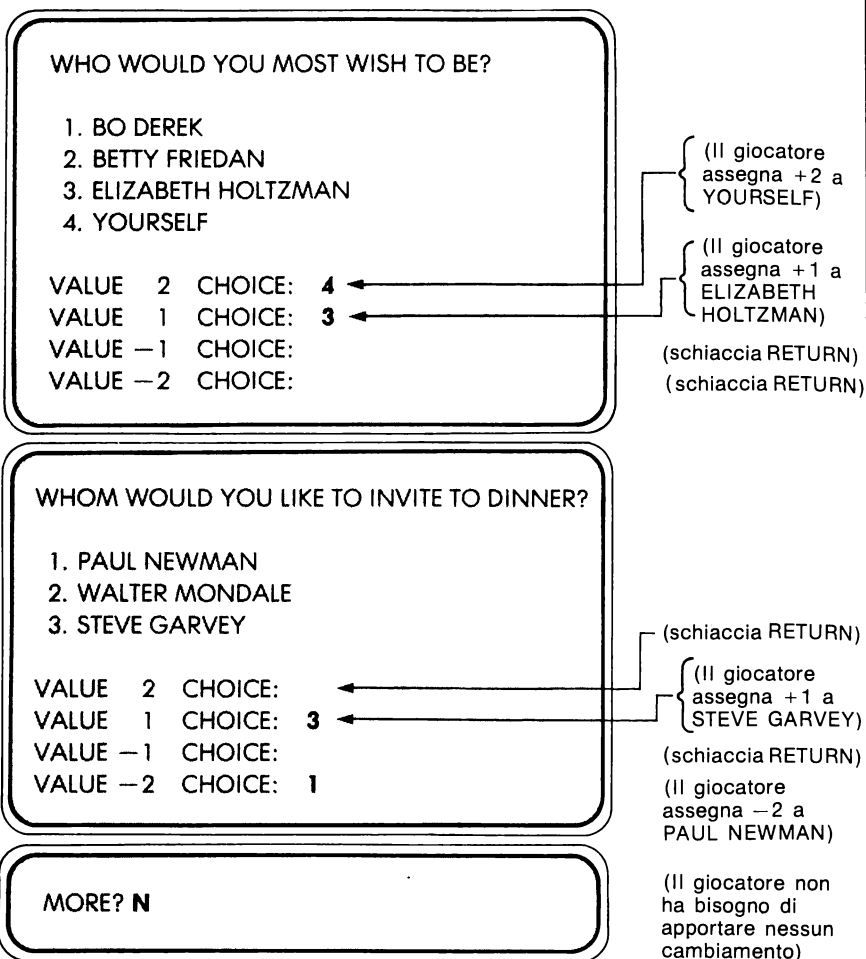 WHO WOULD YOU MOST WISH TO BE?
1. BO DEREK
2. BETTY FRIEDAN
3. ELIZABETH HOLTZMAN
4. YOURSELF
VALUE 2 CHOICE: 4
VALUE 1 CHOICE: 3
VALUE −1 CHOICE:
VALUE −2 CHOICE:
(Il giocatore
assegna +2 a
YOURSELF)
(Il giocatore
assegna +1 a
ELIZABETH
HOLTZMAN)
(schiaccia RETURN)
(schiaccia RETURN)
WHOM WOULD YOU LIKE TO INVITE TO DINNER?
1. PAUL NEWMAN
2. WALTER MONDALE
3. STEVE GARVEY
VALUE 2 CHOICE:
VALUE 1 CHOICE: 3
VALUE −1 CHOICE:
VALUE −2 CHOICE: 1
(schiaccia RETURN)
(Il giocatore
assegna +1 a
STEVE GARVEY)
(schiaccia RETURN)
(Il giocatore
assegna −2 a
PAUL NEWMAN)
MORE? N
(Il giocatore non
ha bisogno di
apportare nessun
cambiamento)